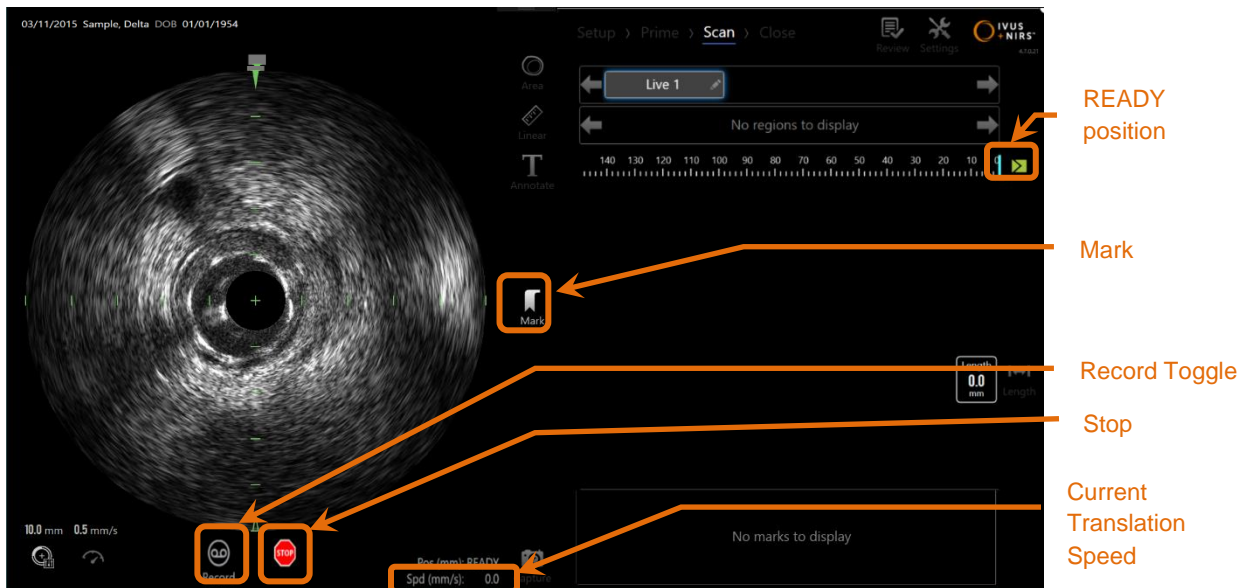 03/11/2015 Sample, Delta DOB 01/01/1954
Setup > Prime > Scan > Close
Review
Settings
IVUS
+NIRS
Area
Linear
Annotate
T
Live 1
No regions to display
140 130 120 110 100 90 80 70 60 50 40 30 20 10 0
READY
position
Mark
Mark
Length
0.0
mm
Length
Record Toggle
Stop
10.0 mm 0.5 mm/s
Record
STOP
Pos (mm): READY
Spd (mm/s): 0.0
No marks to display
Current
Translation
Speed